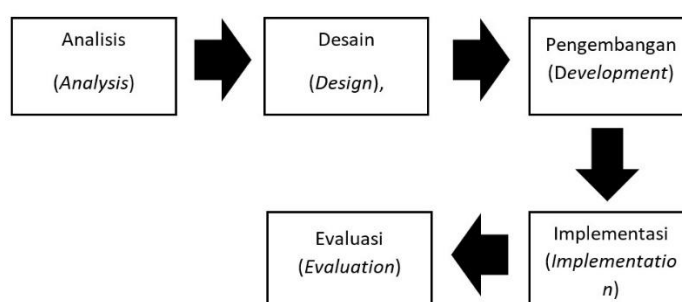 Analisis
(Analysis)
Desain
(Design),
Pengembangan
(Development)
Implementasi
(Implementatio
n)
Evaluasi
(Evaluation)